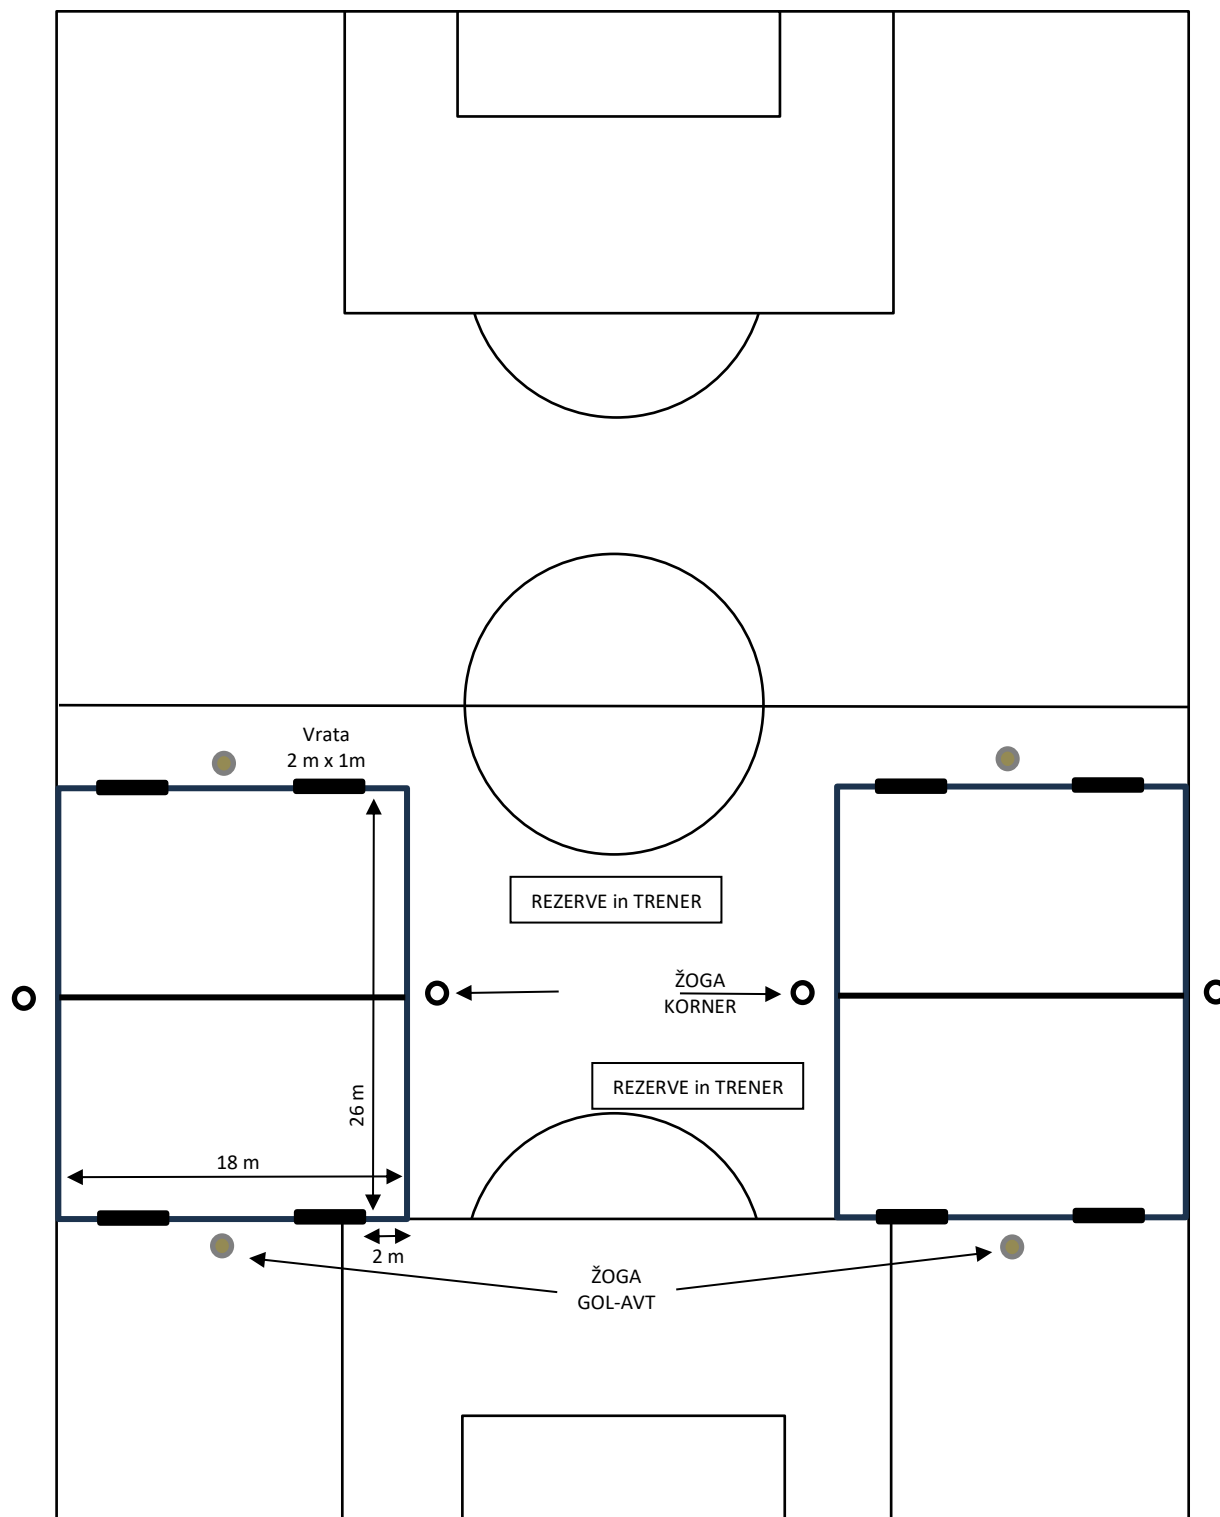 Vrata
2 m x 1m
REZERVE in TRENER
ŽOGA
KORNER
REZERVE in TRENER
26 m
18 m
2 m
ŽOGA
GOL-AVT